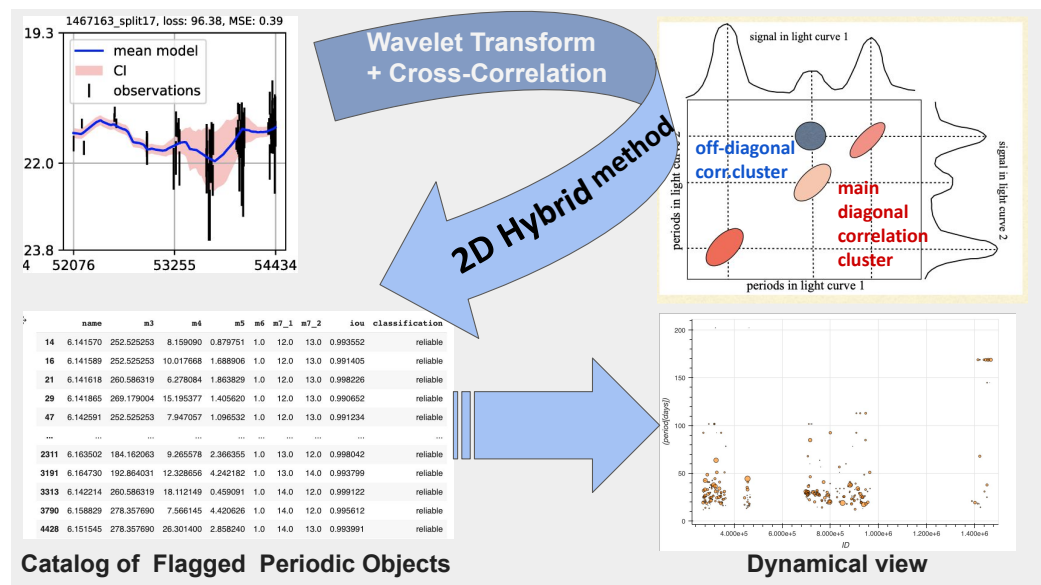 1467163_split17, loss: 96.38, MSE: 0.39
19.3
mean model
CI
observations
22.0
23.8
4 52076 53255 54434
Wavelet Transform
+ Cross-Correlation
2D Hybrid method
signal in light curve 1
off-diagonal
corr.cluster
main
diagonal
correlation
cluster
periods in light curve 2
signal in light curve 2
periods in light curve 1
name m3 m4 m5 m6 m7_1 m7_2 iou classification
14 6.141570 252.525253 8.159090 0.879751 1.0 12.0 13.0 0.993552 reliable
16 6.141589 252.525253 10.017668 1.688906 1.0 12.0 13.0 0.991405 reliable
21 6.141618 260.586319 6.278084 1.863829 1.0 12.0 13.0 0.998226 reliable
29 6.141865 269.179004 15.195377 1.405620 1.0 12.0 13.0 0.990652 reliable
47 6.142591 252.525253 7.947057 1.096532 1.0 12.0 13.0 0.991234 reliable
... ... ... ... ... ... ... ... ... ...
2311 6.163502 184.162063 9.265578 2.366355 1.0 13.0 12.0 0.998042 reliable
3191 6.164730 192.864031 12.328656 4.242182 1.0 13.0 14.0 0.993799 reliable
3313 6.142214 260.586319 18.112149 0.459091 1.0 14.0 12.0 0.999122 reliable
3790 6.158829 278.357690 7.566145 4.420626 1.0 14.0 12.0 0.995612 reliable
4428 6.151545 278.357690 26.301400 2.858240 1.0 14.0 13.0 0.993991 reliable
Catalog of Flagged Periodic Objects
200
150
100
50
0
(period[days])
4.000e+5 6.000e+5 8.000e+5 1.000e+6 1.200e+6 1.400e+6
ID
Dynamical view